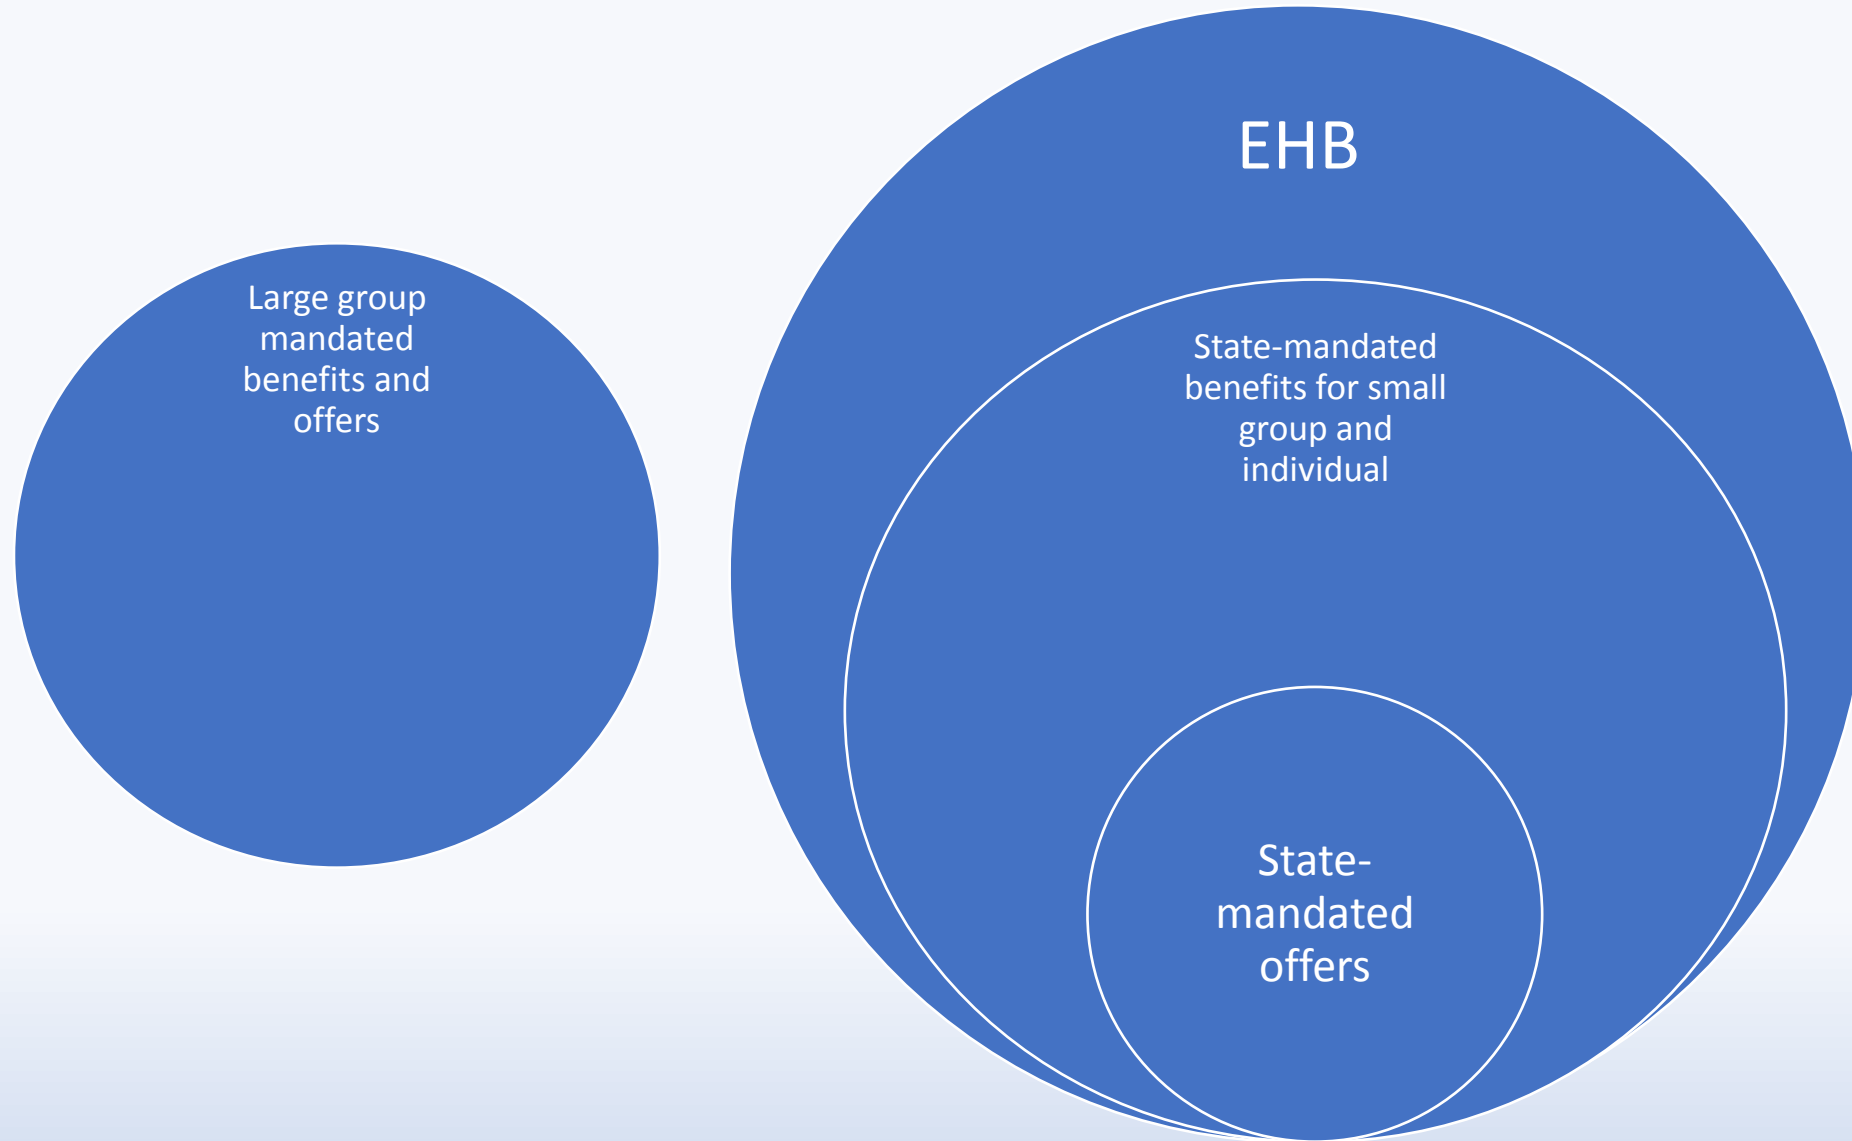 Large group
mandated
benefits and
offers
EHB
State-mandated
benefits for small
group and
individual
State-
mandated
offers